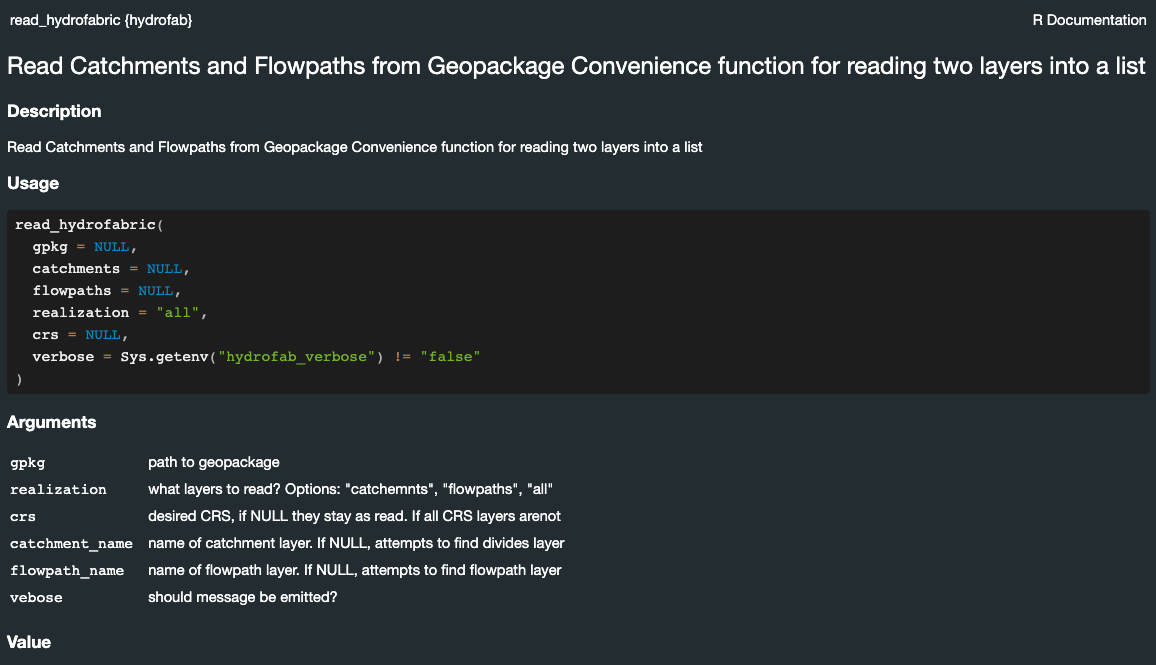 read_hydrofabric {hydrofab} R Documentation
Read Catchments and Flowpaths from Geopackage Convenience function for reading two layers into a list
Description
Read Catchments and Flowpaths from Geopackage Convenience function for reading two layers into a list
Usage
read_hydrofabric(
  gpkg = NULL,
  catchments = NULL,
  flowpaths = NULL,
  realization = "all",
  crs = NULL,
  verbose = Sys.getenv("hydrofab_verbose") != "false"
)
Arguments
gpkg path to geopackage
realization what layers to read? Options: "catchemnts", "flowpaths", "all"
crs desired CRS, if NULL they stay as read. If all CRS layers arenot
catchment_name name of catchment layer. If NULL, attempts to find divides layer
flowpath_name name of flowpath layer. If NULL, attempts to find flowpath layer
vebose should message be emitted?
Value